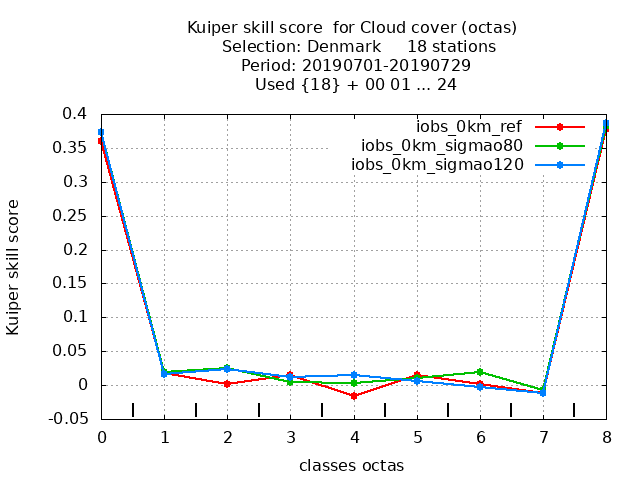 Kuiper skill score  for Cloud cover (octas)
Selection: Denmark     18 stations
Period: 20190701-20190729
Used {18} + 00 01 ... 24
iobs_0km_ref
iobs_0km_sigmao80
iobs_0km_sigmao120
0.4
0.35
0.3
0.25
0.2
0.15
0.1
0.05
0
-0.05
Kuiper skill score
0 1 2 3 4 5 6 7 8
classes octas